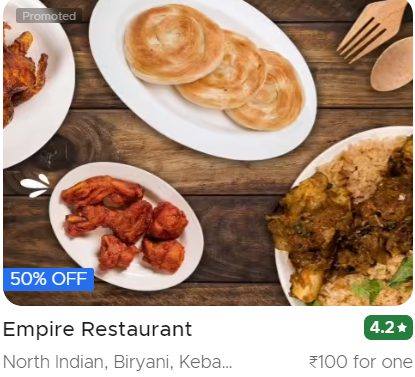 Promoted
50% OFF
Empire Restaurant
4.2★
North Indian, Biryani, Keba...
₹100 for one